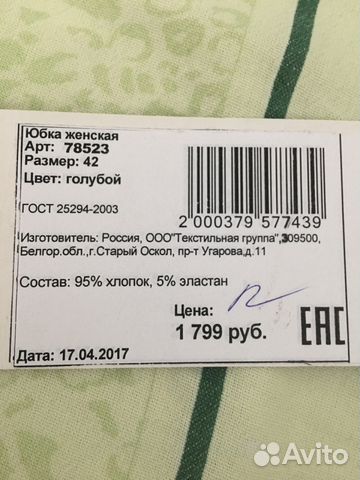 Юбка женская
Арт: 78523
Размер: 42
Цвет: голубой
ГОСТ 25294-2003
2 000379 577439
Изготовитель: Россия, ООО"Текстильная группа",309500,
Белгор.обл.,г.Старый Оскол, пр-т Угарова,д.11
Состав: 95% хлопок, 5% эластан
Цена:
1 799 руб.
EAC
Дата: 17.04.2017
Avito